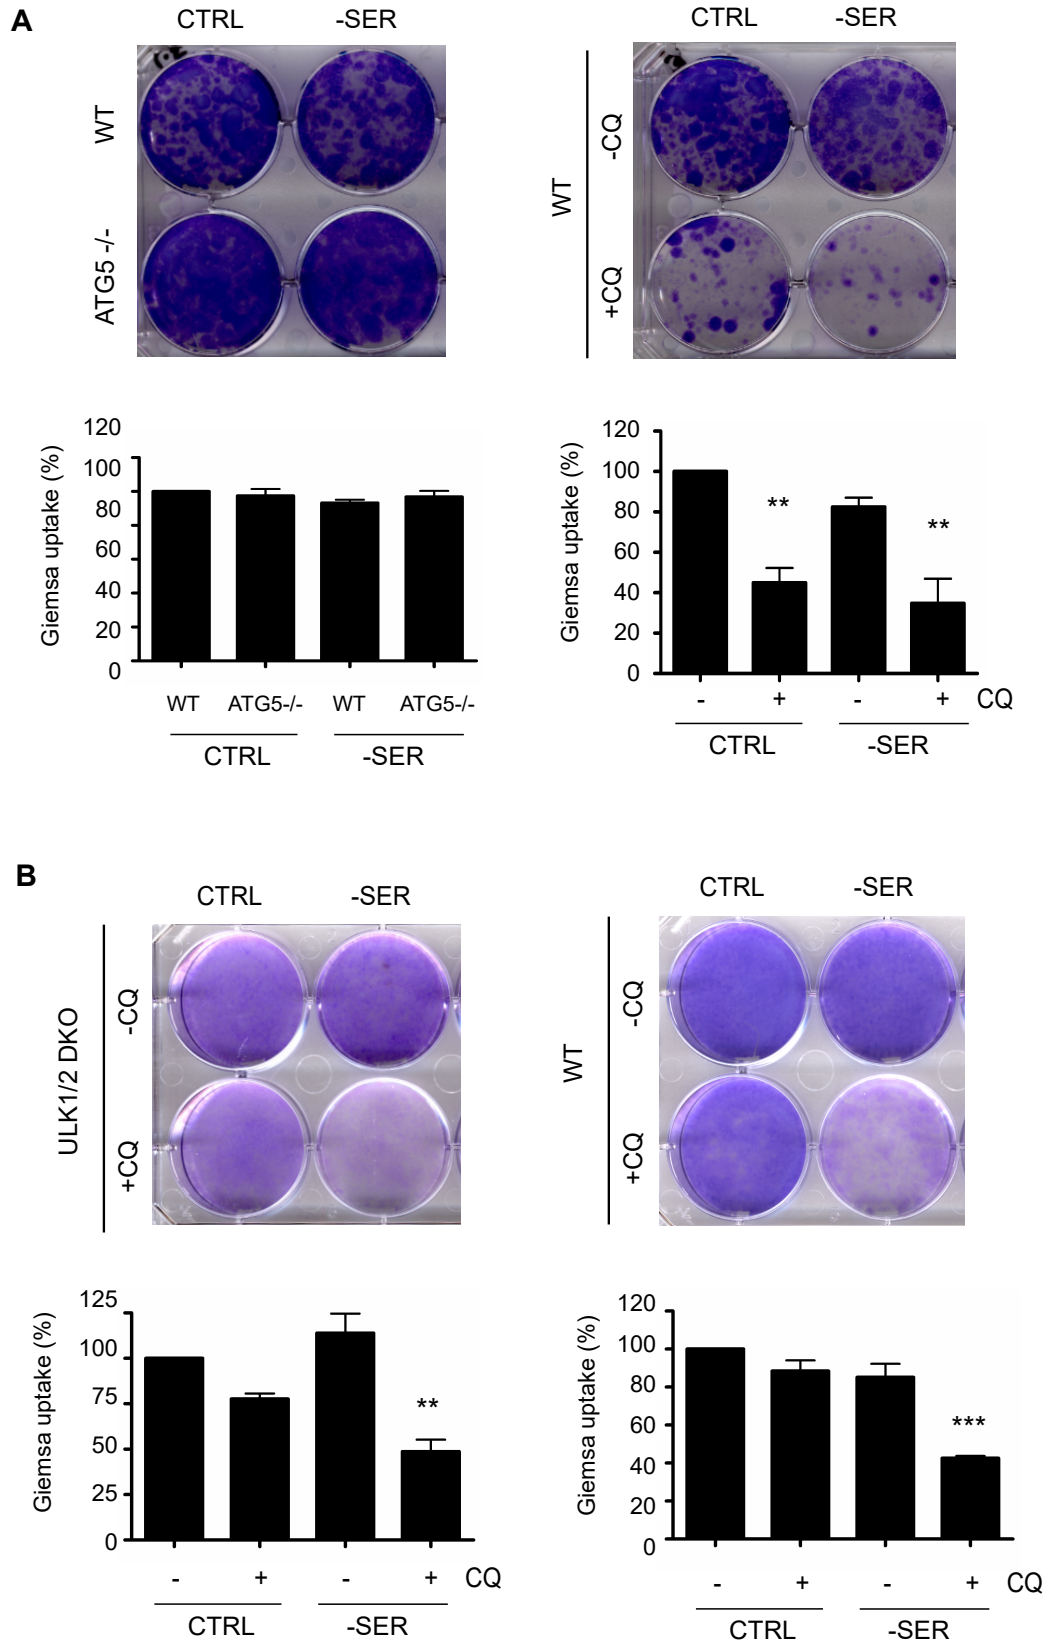 A
CTRL -SER
WT
ATG5 -/-
120
100
80
60
40
20
0
Giemsa uptake (%)
WT ATG5-/- WT ATG5-/-
CTRL -SER
CTRL -SER
WT
-CQ
+CQ
120
100
80
60
40
20
0
Giemsa uptake (%)
**
**
- + - + CQ
CTRL -SER
B
CTRL -SER
ULK1/2 DKO
-CQ
+CQ
125
100
75
50
25
0
Giemsa uptake (%)
**
- + - + CQ
CTRL -SER
CTRL -SER
WT
-CQ
+CQ
120
100
80
60
40
20
0
Giemsa uptake (%)
***
- + - + CQ
CTRL -SER